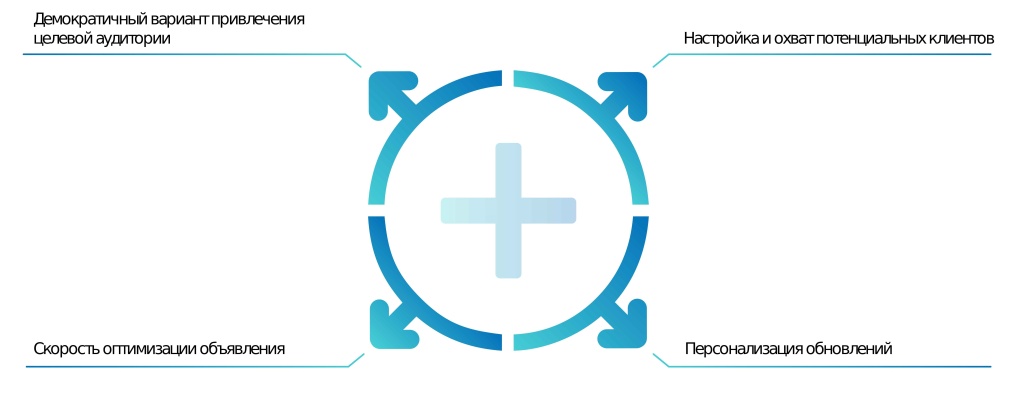 Демократичный вариант привлечения
целевой аудитории
Настройка и охват потенциальных клиентов
Скорость оптимизации объявления
Персонализация обновлений